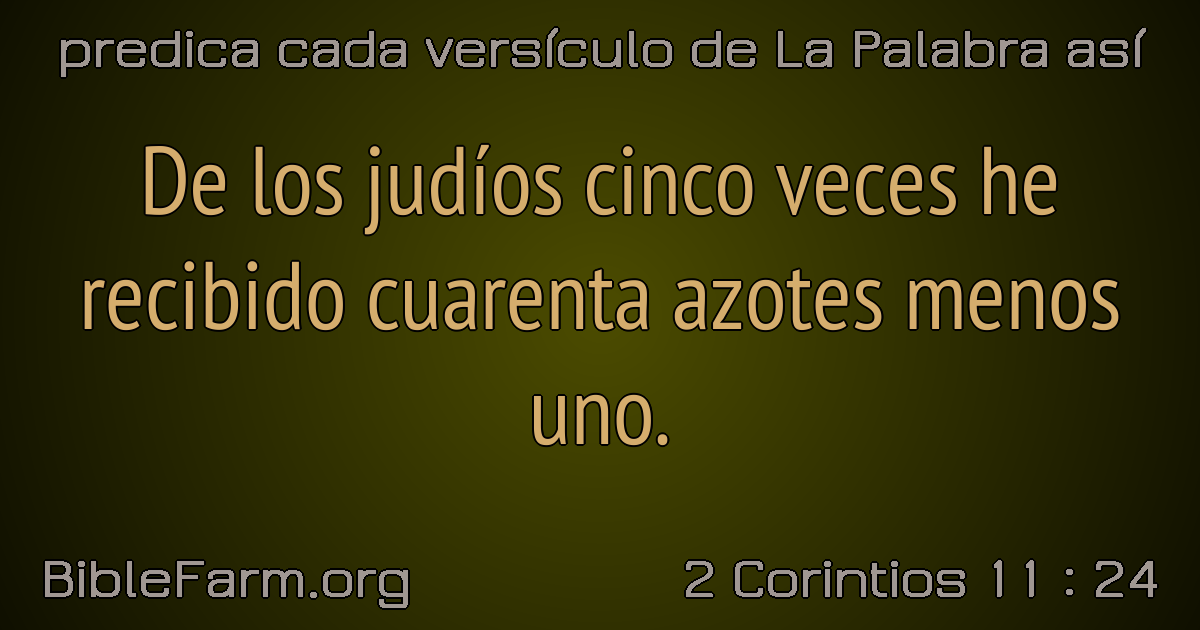 predica cada versículo de La Palabra así
De los judíos cinco veces he
recibido cuarenta azotes menos
uno.
BibleFarm.org
2 Corintios 11 : 24